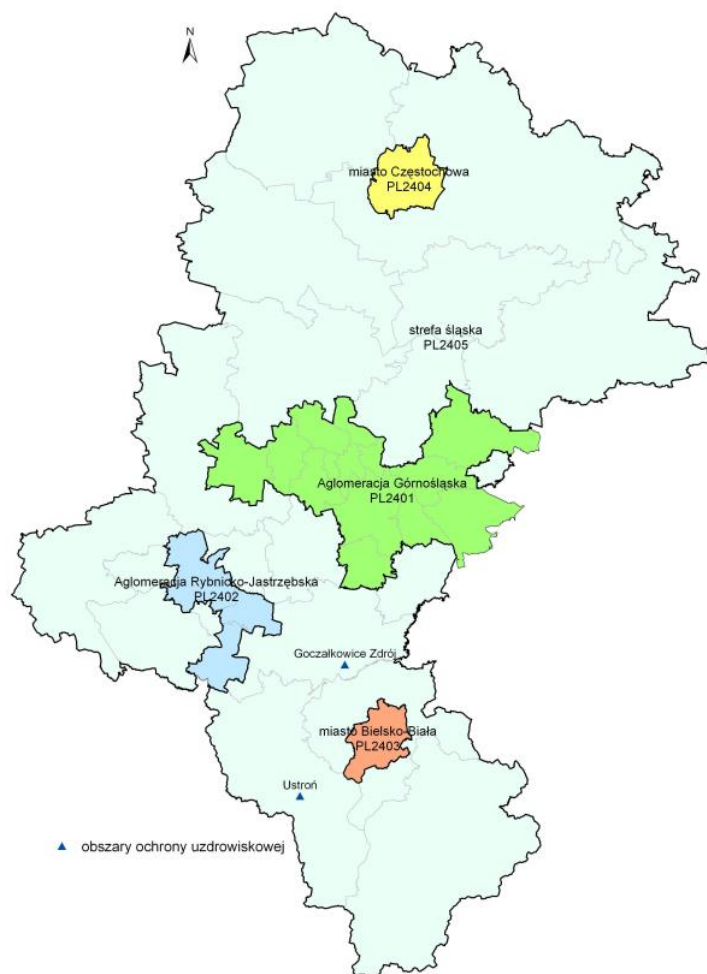 N
miasto Częstochowa
PL2404
strefa śląska
PL2405
Aglomeracja Górnośląska
PL2401
Aglomeracja Rybnicko-Jastrzębska
PL2402
Goczałkowice Zdrój
miasto Bielsko-Biała
PL2403
Ustroń
obszary ochrony uzdrowiskowej